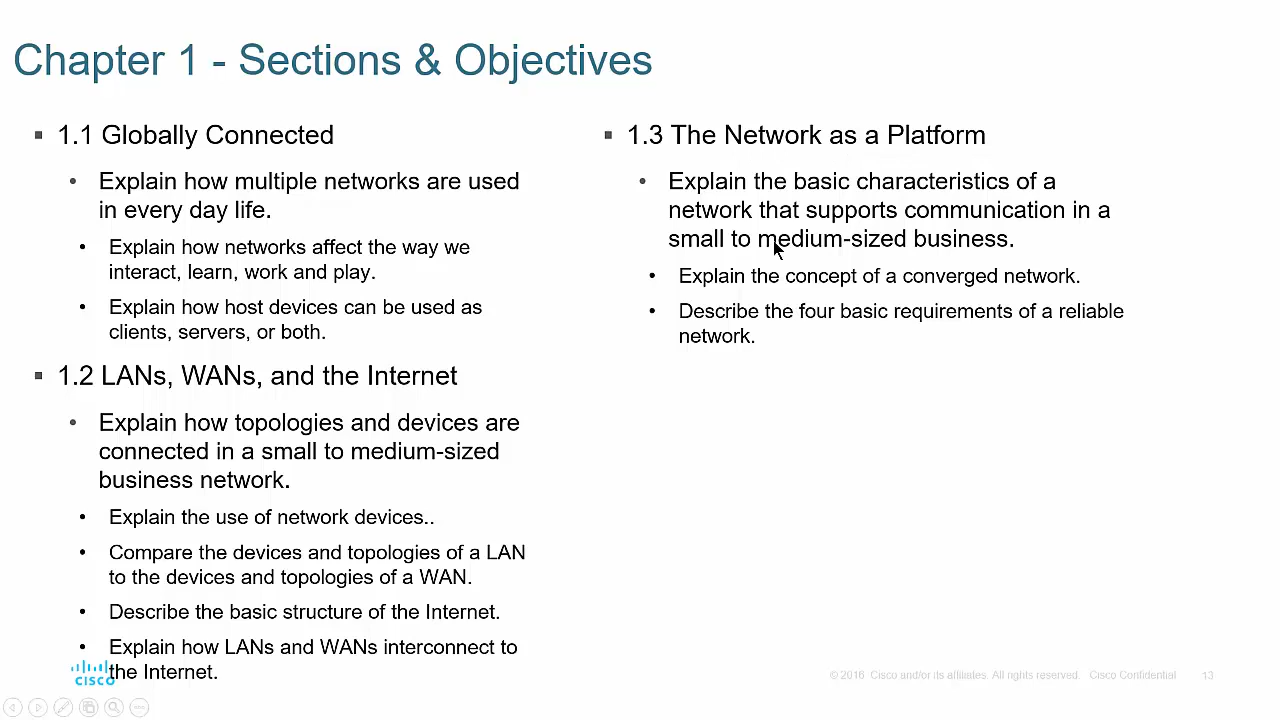 Chapter 1 - Sections & Objectives
1.1 Globally Connected
Explain how multiple networks are used
in every day life.
Explain how networks affect the way we
interact, learn, work and play.
Explain how host devices can be used as
clients, servers, or both.
1.2 LANs, WANs, and the Internet
Explain how topologies and devices are
connected in a small to medium-sized
business network.
Explain the use of network devices..
Compare the devices and topologies of a LAN
to the devices and topologies of a WAN.
Describe the basic structure of the Internet.
Explain how LANs and WANs interconnect to
the Internet.
1.3 The Network as a Platform
Explain the basic characteristics of a
network that supports communication in a
small to medium-sized business.
Explain the concept of a converged network.
Describe the four basic requirements of a reliable
network.
CISCO
© 2016 Cisco and/or its affiliates. All rights reserved. Cisco Confidential
13